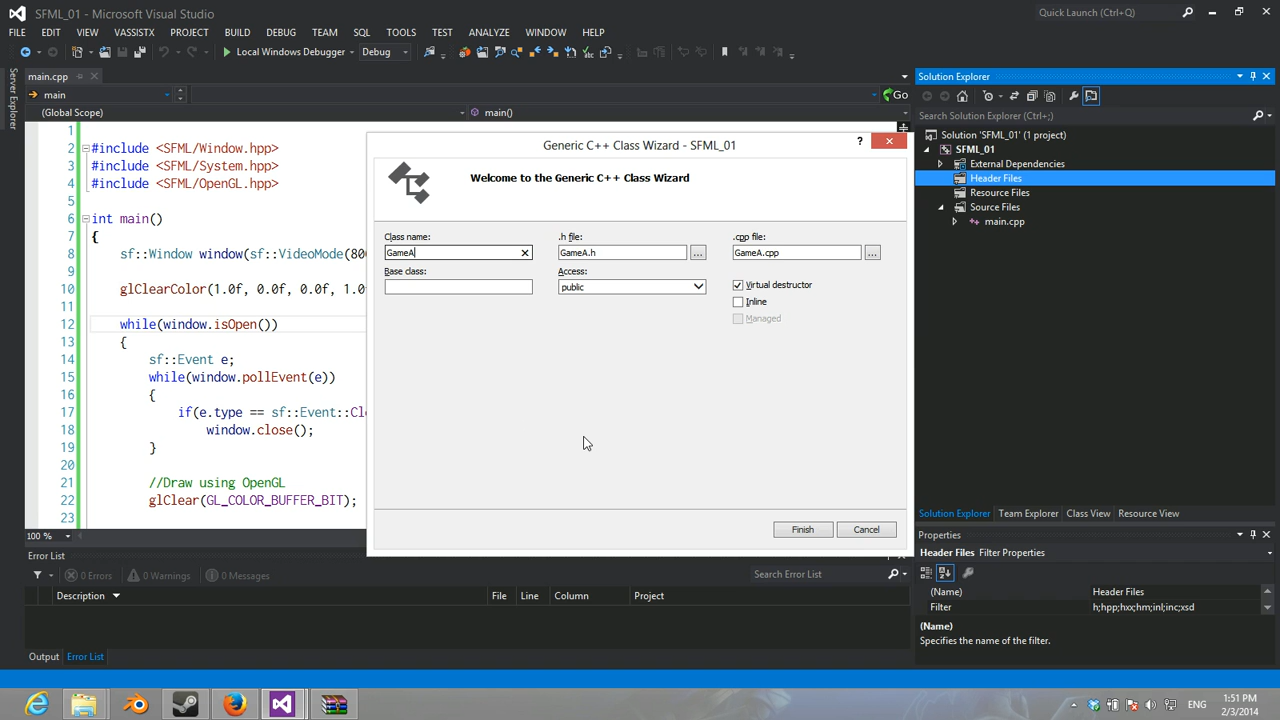 SFML_01 - Microsoft Visual Studio
Quick Launch (Ctrl+Q)
FILE EDIT VIEW VASSISTX PROJECT BUILD DEBUG TEAM SQL TOOLS TEST ANALYZE WINDOW HELP
Local Windows Debugger Debug
Server Explorer
main.cpp
main
Go
(Global Scope) main()
1
2 #include <SFML/Window.hpp>
3 #include <SFML/System.hpp>
4 #include <SFML/OpenGL.hpp>
5
6 int main()
7 {
8 sf::Window window(sf::VideoMode(80
9
10 glClearColor(1.0f, 0.0f, 0.0f, 1.0
11
12 while(window.isOpen())
13 {
14 sf::Event e;
15 while(window.pollEvent(e))
16 {
17 if(e.type == sf::Event::Cl
18 window.close();
19 }
20
21 //Draw using OpenGL
22 glClear(GL_COLOR_BUFFER_BIT);
23
100 %
Generic C++ Class Wizard - SFML_01
?
Welcome to the Generic C++ Class Wizard
Class name: .h file: .cpp file:
GameA GameA.h ... GameA.cpp ...
Base class: Access:
public
Virtual destructor
Inline
Managed
Finish Cancel
Solution Explorer
Search Solution Explorer (Ctrl+;)
Solution 'SFML_01' (1 project)
SFML_01
External Dependencies
Header Files
Resource Files
Source Files
main.cpp
Solution Explorer Team Explorer Class View Resource View
Properties
Header Files Filter Properties
(Name) Header Files
Filter h;hpp;hxx;hm;inl;inc;xsd
(Name)
Specifies the name of the filter.
Error List
0 Errors 0 Warnings 0 Messages
Search Error List
Description File Line Column Project
Output Error List
ENG
1:51 PM
2/3/2014